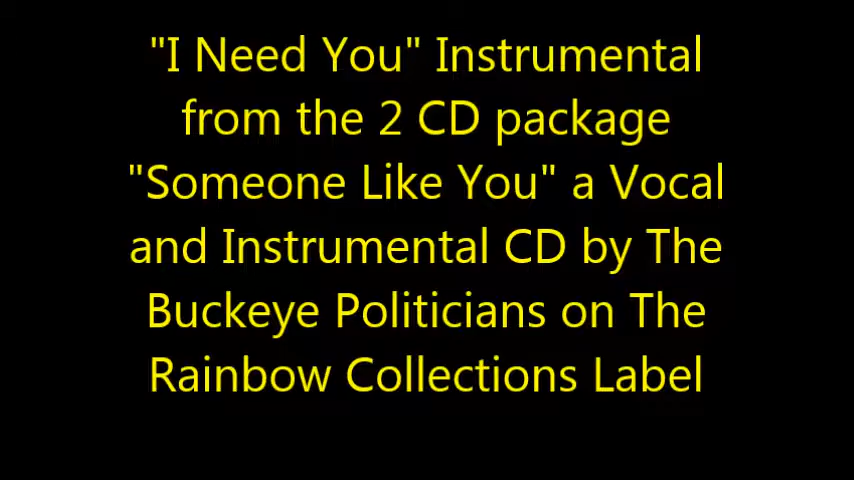 "I Need You" Instrumental
from the 2 CD package
"Someone Like You" a Vocal
and Instrumental CD by The
Buckeye Politicians on The
Rainbow Collections Label